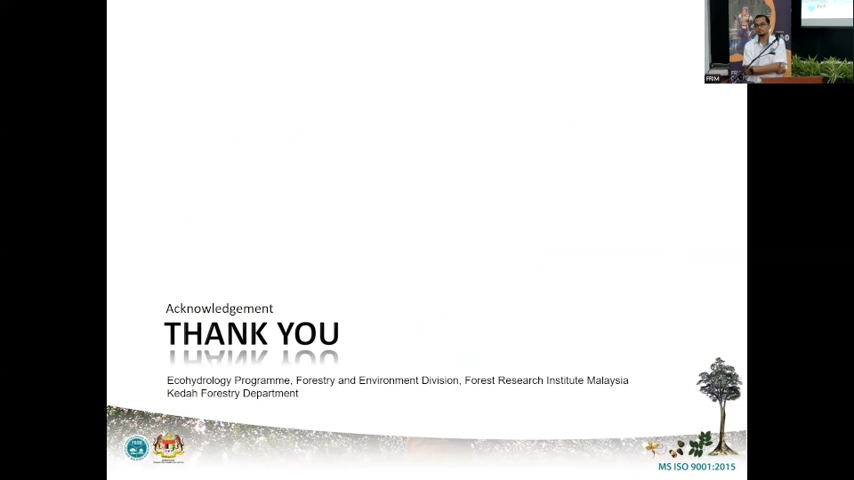 FRIM
Acknowledgement
THANK YOU
Ecohydrology Programme, Forestry and Environment Division, Forest Research Institute Malaysia
Kedah Forestry Department
MS ISO 9001:2015